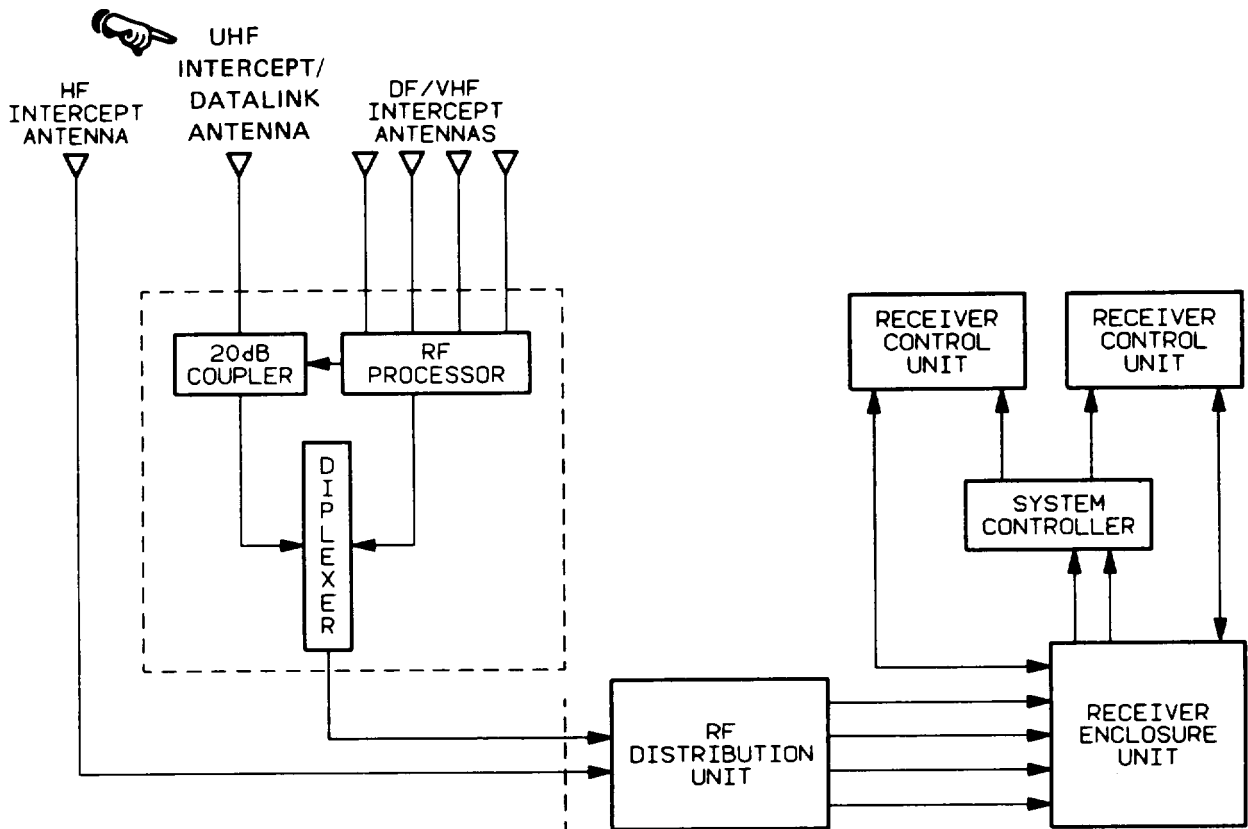 UHF
INTERCEPT/
DATALINK
ANTENNA
HF
INTERCEPT
ANTENNA
DF/VHF
INTERCEPT
ANTENNAS
20dB
COUPLER
RF
PROCESSOR
DIPLEXER
RECEIVER
CONTROL
UNIT
RECEIVER
CONTROL
UNIT
SYSTEM
CONTROLLER
RF
DISTRIBUTION
UNIT
RECEIVER
ENCLOSURE
UNIT